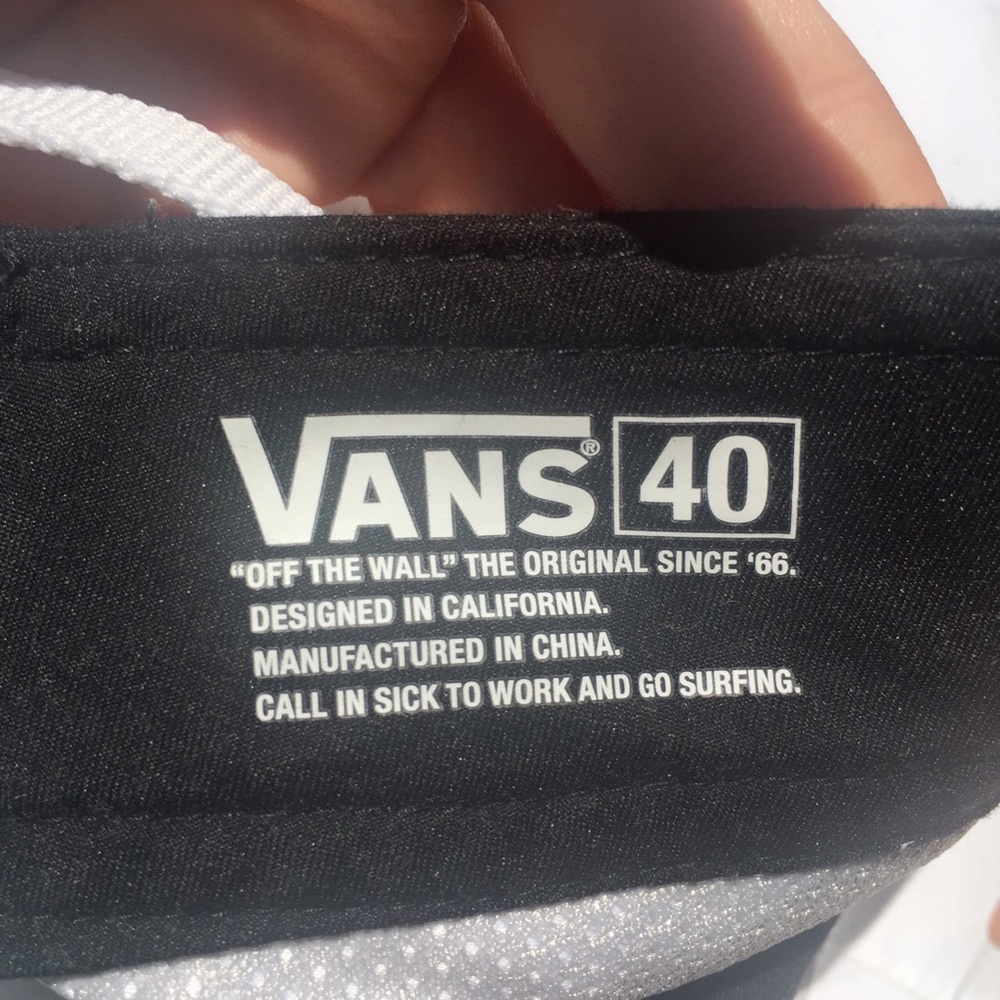 VANS® 40
“OFF THE WALL” THE ORIGINAL SINCE ‘66.
DESIGNED IN CALIFORNIA.
MANUFACTURED IN CHINA.
CALL IN SICK TO WORK AND GO SURFING.